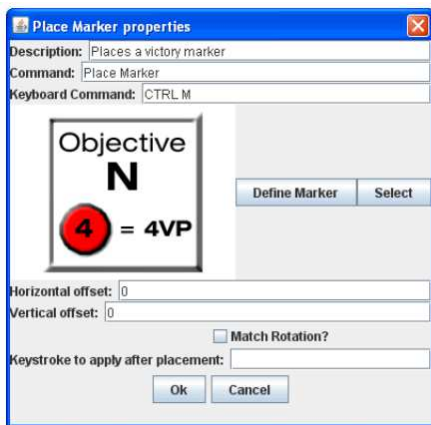 Place Marker properties
Description: Places a victory marker
Command: Place Marker
Keyboard Command: CTRL M
Objective
N
4 = 4VP
Define Marker Select
Horizontal offset: 0
Vertical offset: 0
Match Rotation?
Keystroke to apply after placement:
Ok Cancel